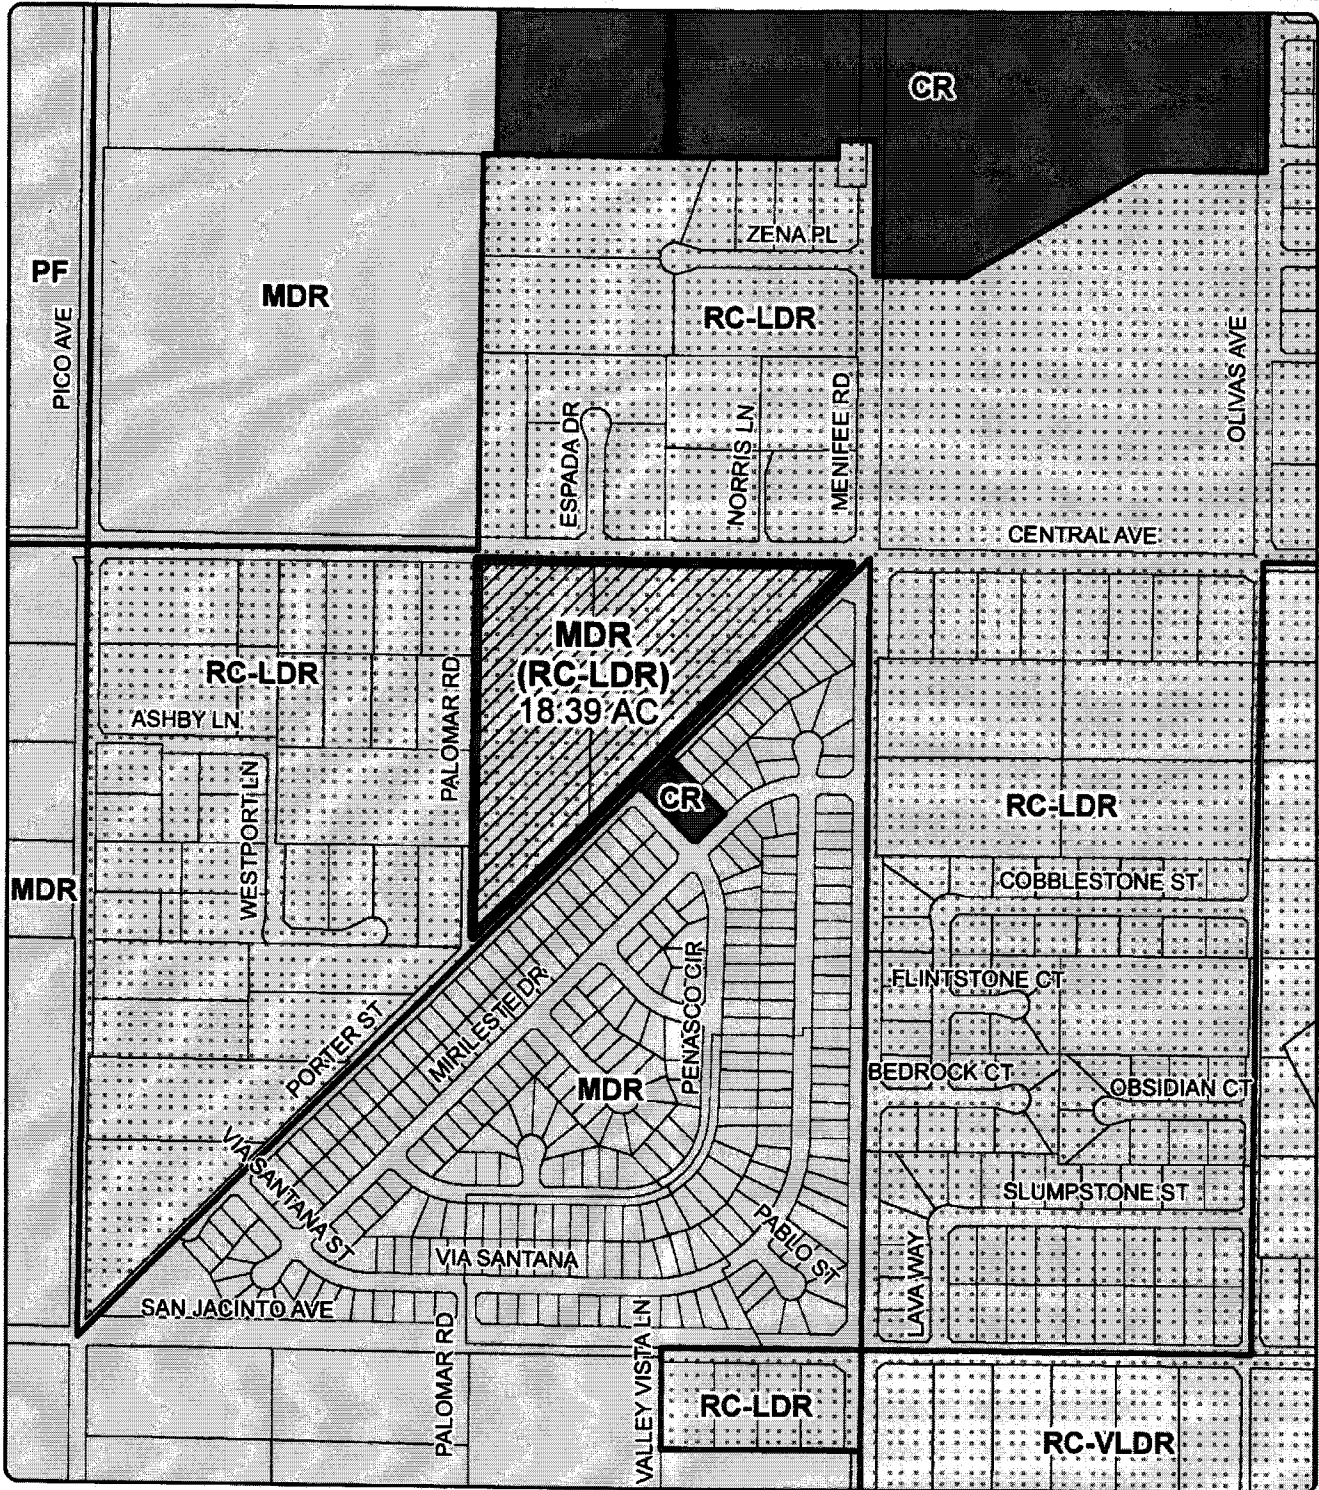 CR
ZENA PL
PF
MDR
PICO AVE
RC-LDR
OLIVAS AVE
ESPADA DR
NORRIS LN
MENIFEE RD
CENTRAL AVE
MDR
(RC-LDR)
18.39 AC
RC-LDR
PALOMAR RD
ASHBY LN
WESTPORT LN
CR
RC-LDR
MDR
COBBLESTONE ST
FLINTSTONE CT
PENASCO CIR
MIRILESTE DR
PORTER ST
MDR
BEDROCK CT
OBSIDIAN CT
VIA SANTANA ST
SLUMPSTONE ST
PABLO ST
VIA SANTANA
LAVA WAY
SAN JACINTO AVE
PALOMAR RD
VALLEY VISTA LN
RC-LDR
RC-VLDR